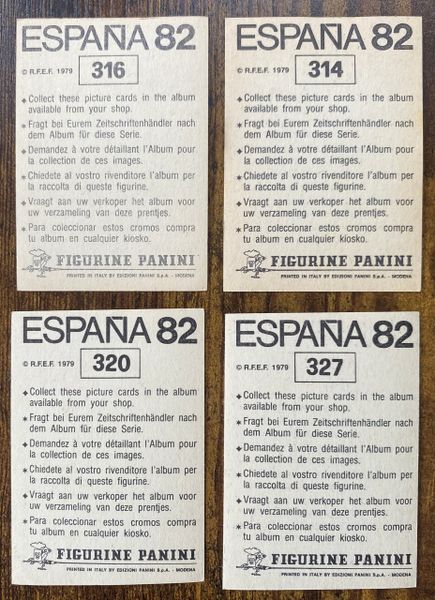 ESPAÑA 82
© R.F.E.F. 1979 316
Collect these picture cards in the album
available from your shop.
Fragt bei Eurem Zeitschriftenhändler nach
dem Album für diese Serie.
Demandez à votre détaillant l'Album pour
la collection de ces images.
Chiedete al vostro rivenditore l'album per
la raccolta di queste figurine.
Vraagt aan uw verkoper het album voor
uw verzameling van deze prentjes.
Para coleccionar estos cromos compra
tu album en cualquier kiosko.
FIGURINE PANINI
PRINTED IN ITALY BY EDIZIONI PANINI S.p.A. - MODENA
ESPAÑA 82
© R.F.E.F. 1979 314
Collect these picture cards in the album
available from your shop.
Fragt bei Eurem Zeitschriftenhändler nach
dem Album für diese Serie.
Demandez à votre détaillant l'Album pour
la collection de ces images.
Chiedete al vostro rivenditore l'album per
la raccolta di queste figurine.
Vraagt aan uw verkoper het album voor
uw verzameling van deze prentjes.
Para coleccionar estos cromos compra
tu album en cualquier kiosko.
FIGURINE PANINI
PRINTED IN ITALY BY EDIZIONI PANINI S.p.A. - MODENA
ESPAÑA 82
© R.F.E.F. 1979 320
Collect these picture cards in the album
available from your shop.
Fragt bei Eurem Zeitschriftenhändler nach
dem Album für diese Serie.
Demandez à votre détaillant l'Album pour
la collection de ces images.
Chiedete al vostro rivenditore l'album per
la raccolta di queste figurine.
Vraagt aan uw verkoper het album voor
uw verzameling van deze prentjes.
Para coleccionar estos cromos compra
tu album en cualquier kiosko.
FIGURINE PANINI
PRINTED IN ITALY BY EDIZIONI PANINI S.p.A. - MODENA
ESPAÑA 82
© R.F.E.F. 1979 327
Collect these picture cards in the album
available from your shop.
Fragt bei Eurem Zeitschriftenhändler nach
dem Album für diese Serie.
Demandez à votre détaillant l'Album pour
la collection de ces images.
Chiedete al vostro rivenditore l'album per
la raccolta di queste figurine.
Vraagt aan uw verkoper het album voor
uw verzameling van deze prentjes.
Para coleccionar estos cromos compra
tu album en cualquier kiosko.
FIGURINE PANINI
PRINTED IN ITALY BY EDIZIONI PANINI S.p.A. - MODENA